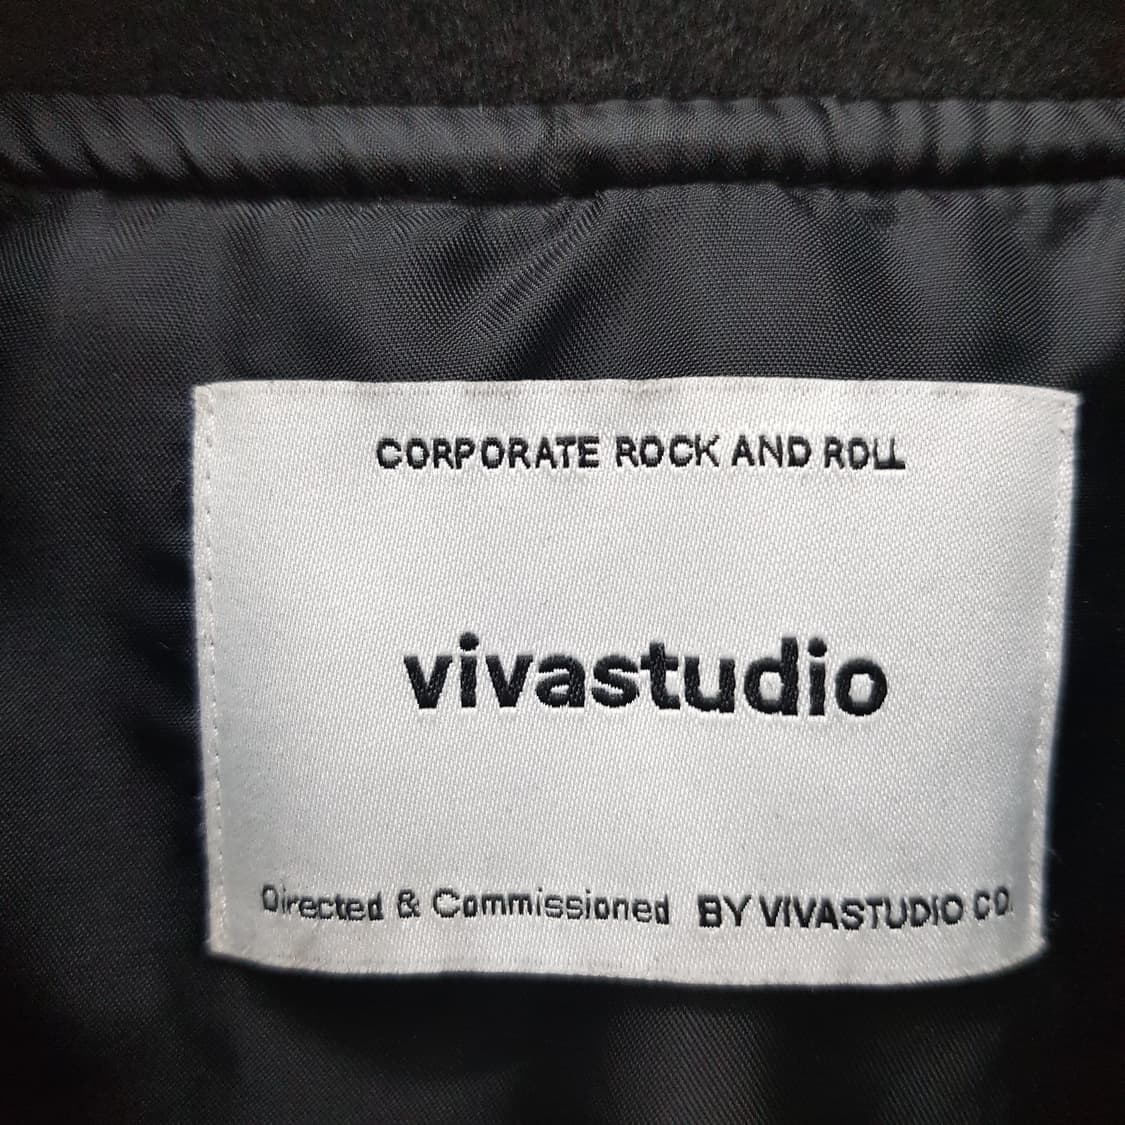 CORPORATE ROCK AND ROLL
vivastudio
Directed & Commissioned BY VIVASTUDIO CO.